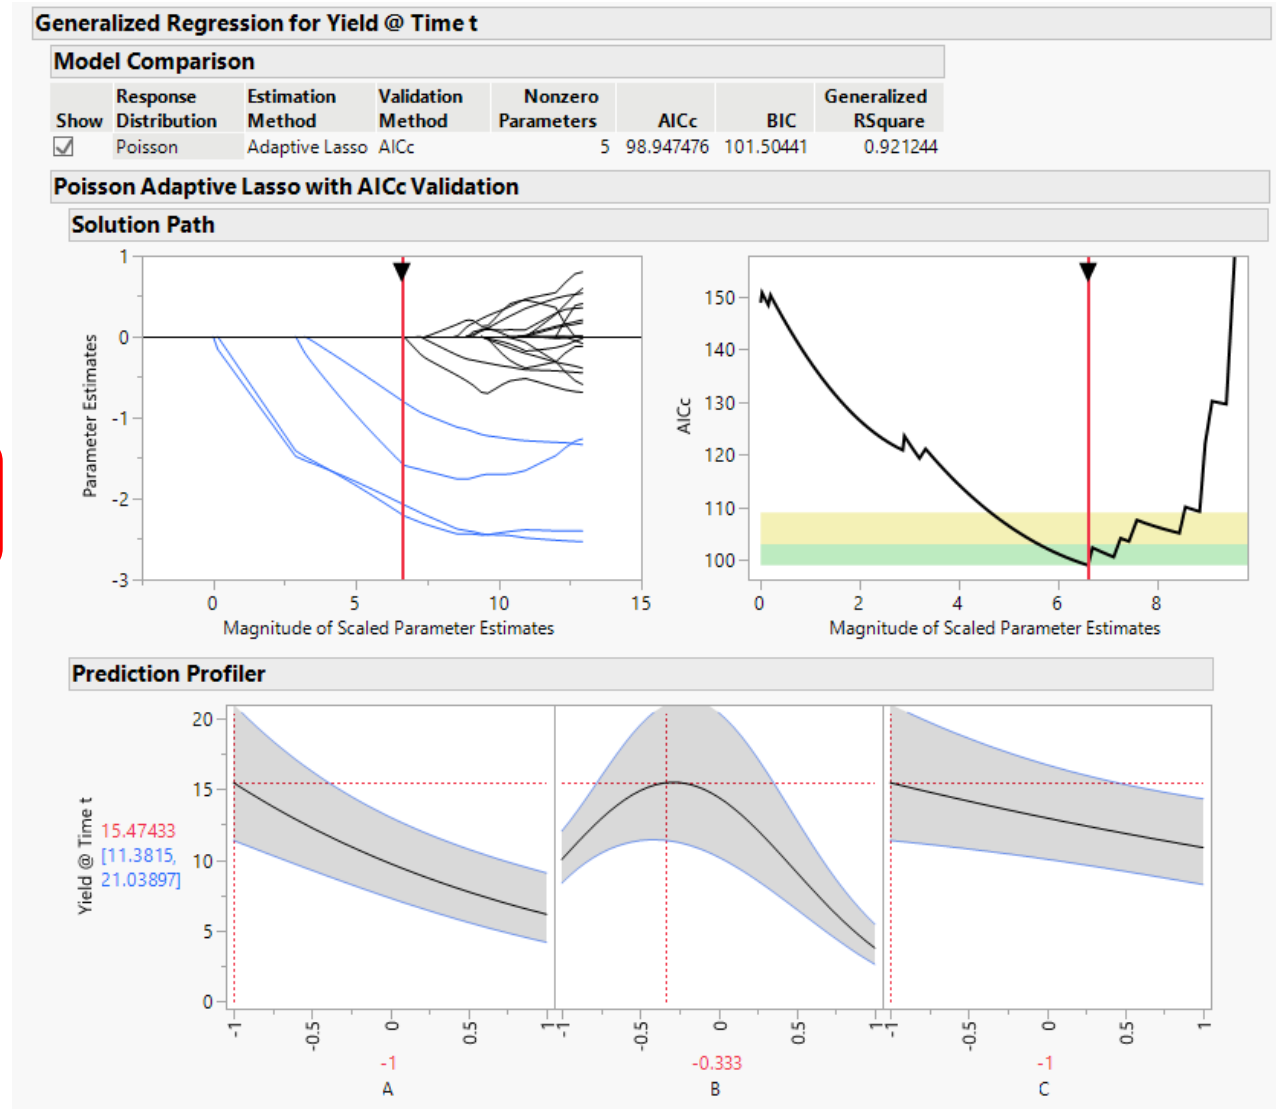 Generalized Regression for Yield @ Time t
Model Comparison
Response Estimation Validation Nonzero Generalized
Show Distribution Method Method Parameters AICc BIC RSquare
Poisson Adaptive Lasso AICc 5 98.947476 101.50441 0.921244
Poisson Adaptive Lasso with AICc Validation
Solution Path
Parameter Estimates
1
0
-1
-2
-3
0 5 10 15
Magnitude of Scaled Parameter Estimates
AICc
150
140
130
120
110
100
0 2 4 6 8
Magnitude of Scaled Parameter Estimates
Prediction Profiler
Yield @ Time t
15.47433
[11.3815,
21.03897]
20
15
10
5
0
-1 -0.5 0 0.5 1
-1 -0.5 0 0.5 1
-1 -0.5 0 0.5 1
-1 -0.333 -1
A B C